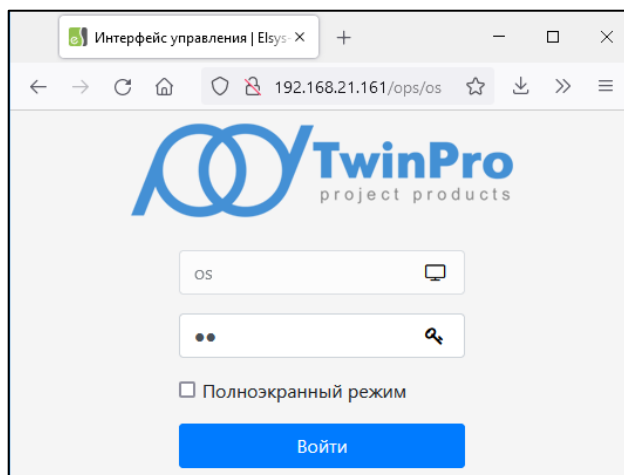 Интерфейс управления | Elsys-
192.168.21.161/ops/os
TwinPro
project products
os
••
Полноэкранный режим
Войти